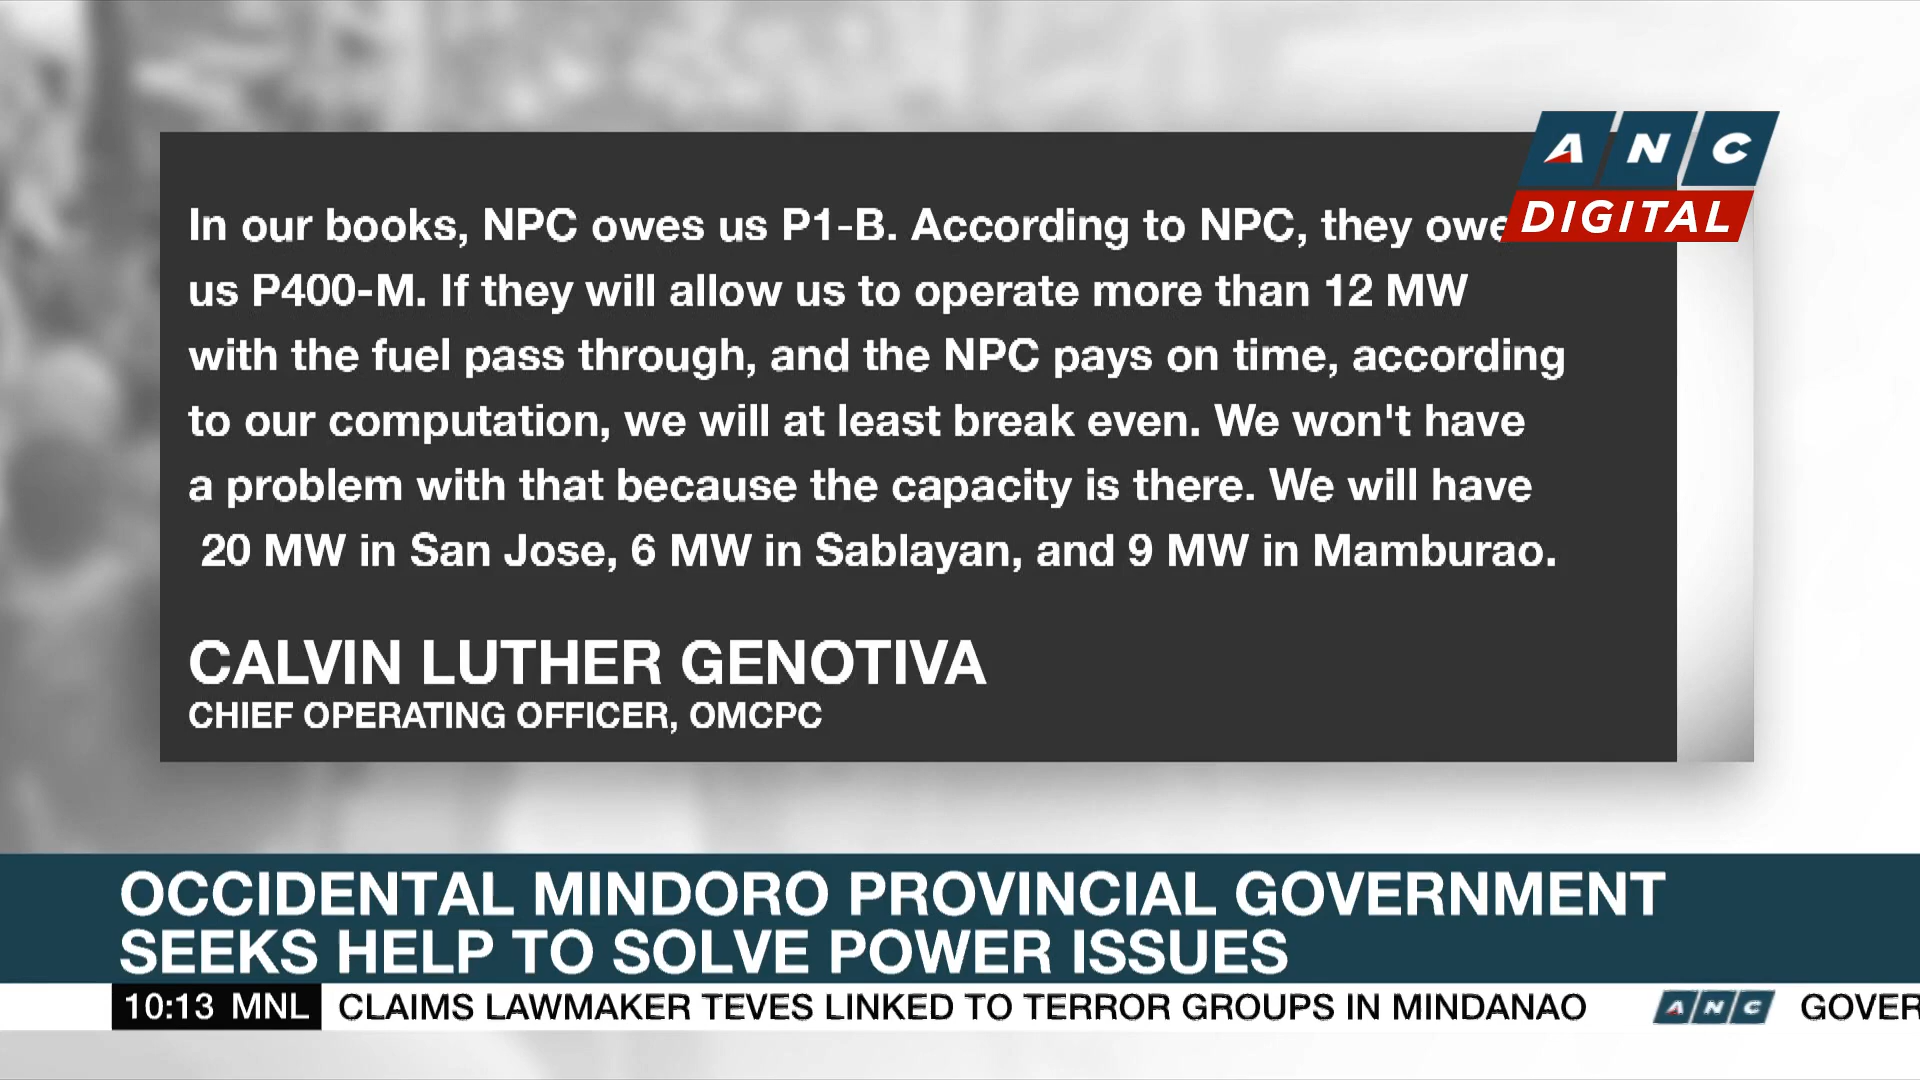 ANC
DIGITAL
In our books, NPC owes us P1-B. According to NPC, they owe
us P400-M. If they will allow us to operate more than 12 MW
with the fuel pass through, and the NPC pays on time, according
to our computation, we will at least break even. We won't have
a problem with that because the capacity is there. We will have
20 MW in San Jose, 6 MW in Sablayan, and 9 MW in Mamburao.
CALVIN LUTHER GENOTIVA
CHIEF OPERATING OFFICER, OMCPC
OCCIDENTAL MINDORO PROVINCIAL GOVERNMENT
SEEKS HELP TO SOLVE POWER ISSUES
10:13 MNL CLAIMS LAWMAKER TEVES LINKED TO TERROR GROUPS IN MINDANAO ANC GOVER